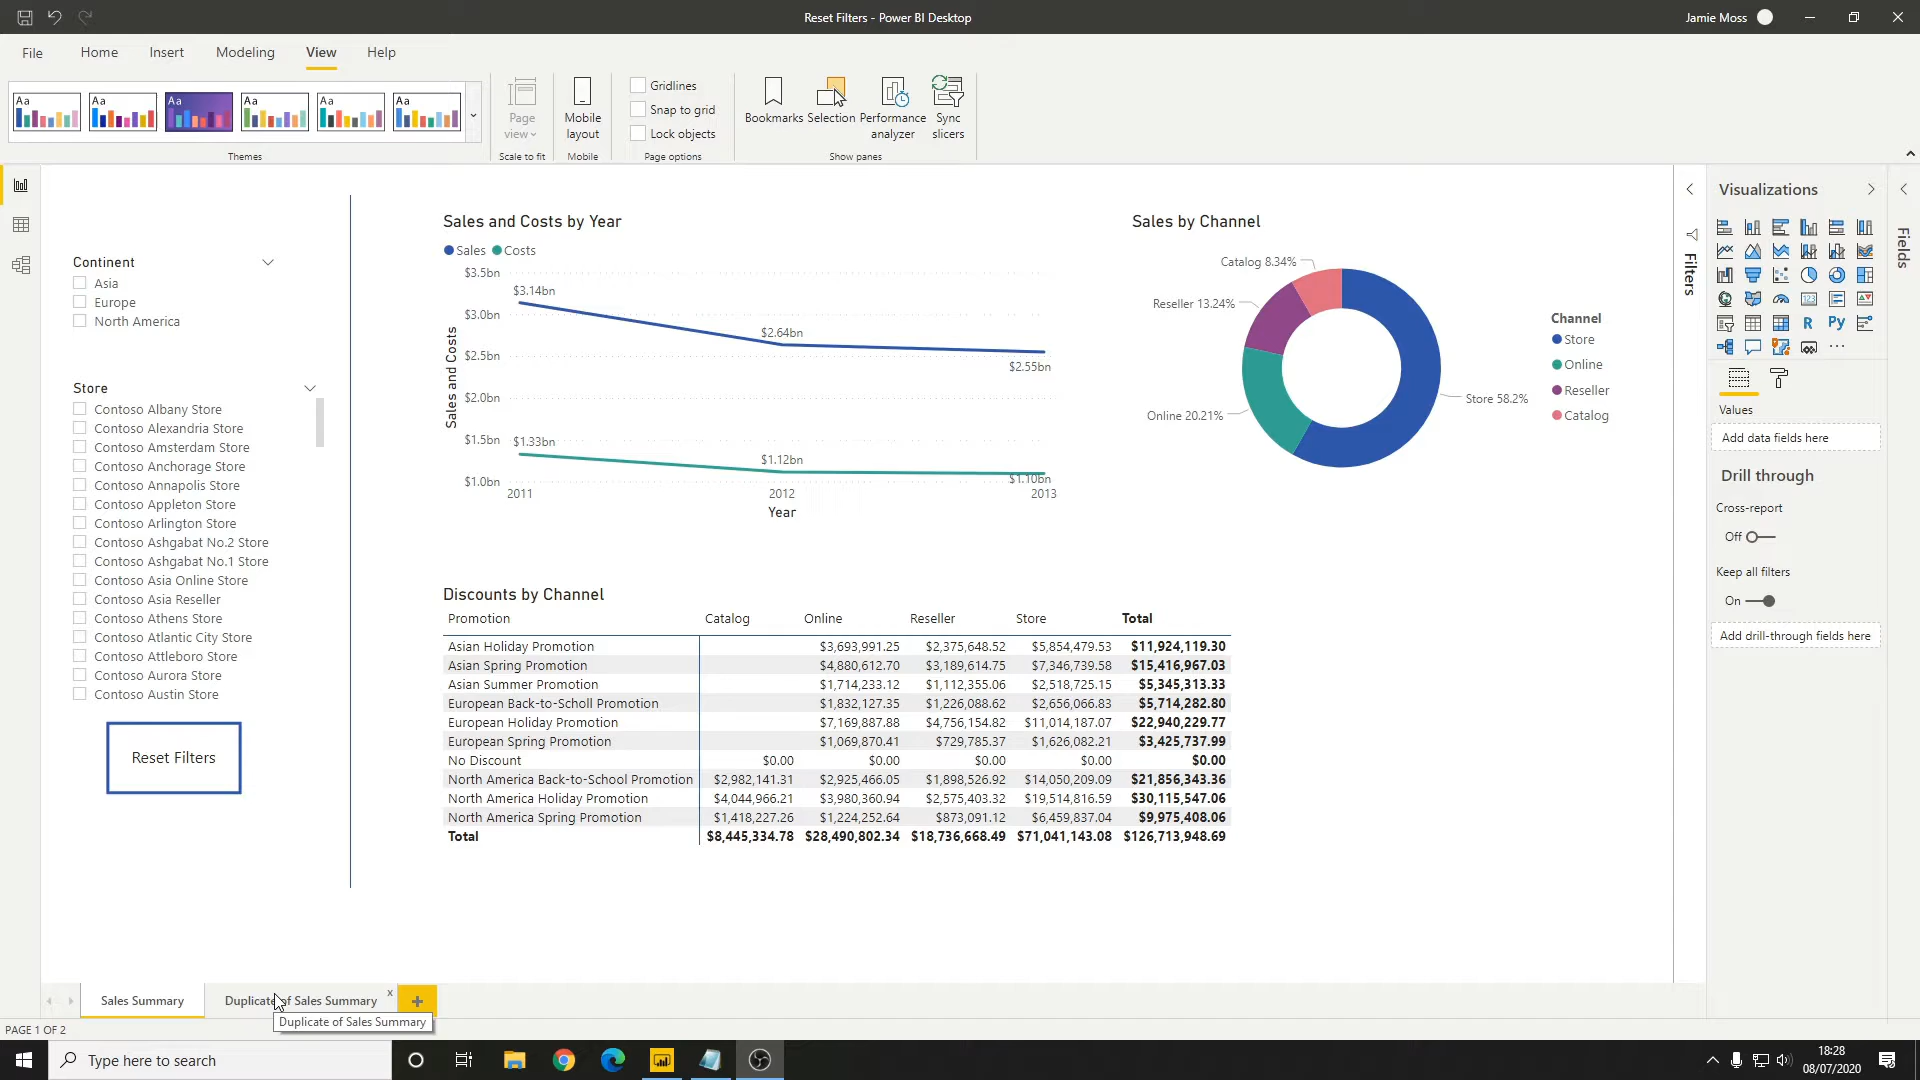 Reset Filters - Power BI Desktop
Jamie Moss
File
Home
Insert
Modeling
View
Help
Aa
Aa
Aa
Aa
Aa
Aa
Themes
Page view
Scale to fit
Mobile layout
Mobile
Gridlines
Snap to grid
Lock objects
Page options
Bookmarks
Selection
Performance analyzer
Sync slicers
Show panes
Continent
Asia
Europe
North America
Store
Contoso Albany Store
Contoso Alexandria Store
Contoso Amsterdam Store
Contoso Anchorage Store
Contoso Annapolis Store
Contoso Appleton Store
Contoso Arlington Store
Contoso Ashgabat No.2 Store
Contoso Ashgabat No.1 Store
Contoso Asia Online Store
Contoso Asia Reseller
Contoso Athens Store
Contoso Atlantic City Store
Contoso Attleboro Store
Contoso Aurora Store
Contoso Austin Store
Reset Filters
Sales and Costs by Year
Sales Costs
Sales and Costs
$3.5bn
$3.0bn
$2.5bn
$2.0bn
$1.5bn
$1.0bn
$3.14bn
$2.64bn
$2.55bn
$1.33bn
$1.12bn
$1.10bn
2011
2012
2013
Year
Sales by Channel
Catalog 8.34%
Reseller 13.24%
Online 20.21%
Store 58.2%
Channel
Store
Online
Reseller
Catalog
Discounts by Channel
Promotion Catalog Online Reseller Store Total
Asian Holiday Promotion $3,693,991.25 $2,375,648.52 $5,854,479.53 $11,924,119.30
Asian Spring Promotion $4,880,612.70 $3,189,614.75 $7,346,739.58 $15,416,967.03
Asian Summer Promotion $1,714,233.12 $1,112,355.06 $2,518,725.15 $5,345,313.33
European Back-to-Scholl Promotion $1,832,127.35 $1,226,088.62 $2,656,066.83 $5,714,282.80
European Holiday Promotion $7,169,887.88 $4,756,154.82 $11,014,187.07 $22,940,229.77
European Spring Promotion $1,069,870.41 $729,785.37 $1,626,082.21 $3,425,737.99
No Discount $0.00 $0.00 $0.00 $0.00 $0.00
North America Back-to-School Promotion $2,982,141.31 $2,925,466.05 $1,898,526.92 $14,050,209.09 $21,856,343.36
North America Holiday Promotion $4,044,966.21 $3,980,360.94 $2,575,403.32 $19,514,816.59 $30,115,547.06
North America Spring Promotion $1,418,227.26 $1,224,252.64 $873,091.12 $6,459,837.04 $9,975,408.06
Total $8,445,334.78 $28,490,802.34 $18,736,668.49 $71,041,143.08 $126,713,948.69
Filters
Visualizations
R
Py
123
Values
Add data fields here
Drill through
Cross-report
Off
Keep all filters
On
Add drill-through fields here
Fields
Sales Summary
Duplicate of Sales Summary
x
+
Duplicate of Sales Summary
PAGE 1 OF 2
Type here to search
18:28
08/07/2020